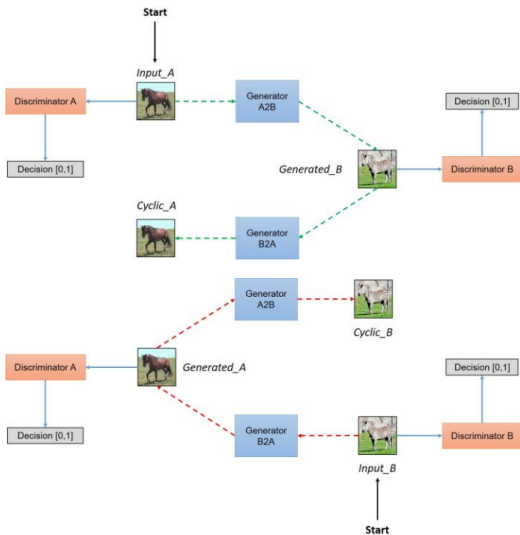 Start
Input_A
Discriminator A
Generator
A2B
Decision [0,1]
Decision [0,1]
Generated_B
Discriminator B
Cyclic_A
Generator
B2A
Generator
A2B
Cyclic_B
Discriminator A
Generated_A
Decision [0,1]
Decision [0,1]
Generator
B2A
Discriminator B
Input_B
Start